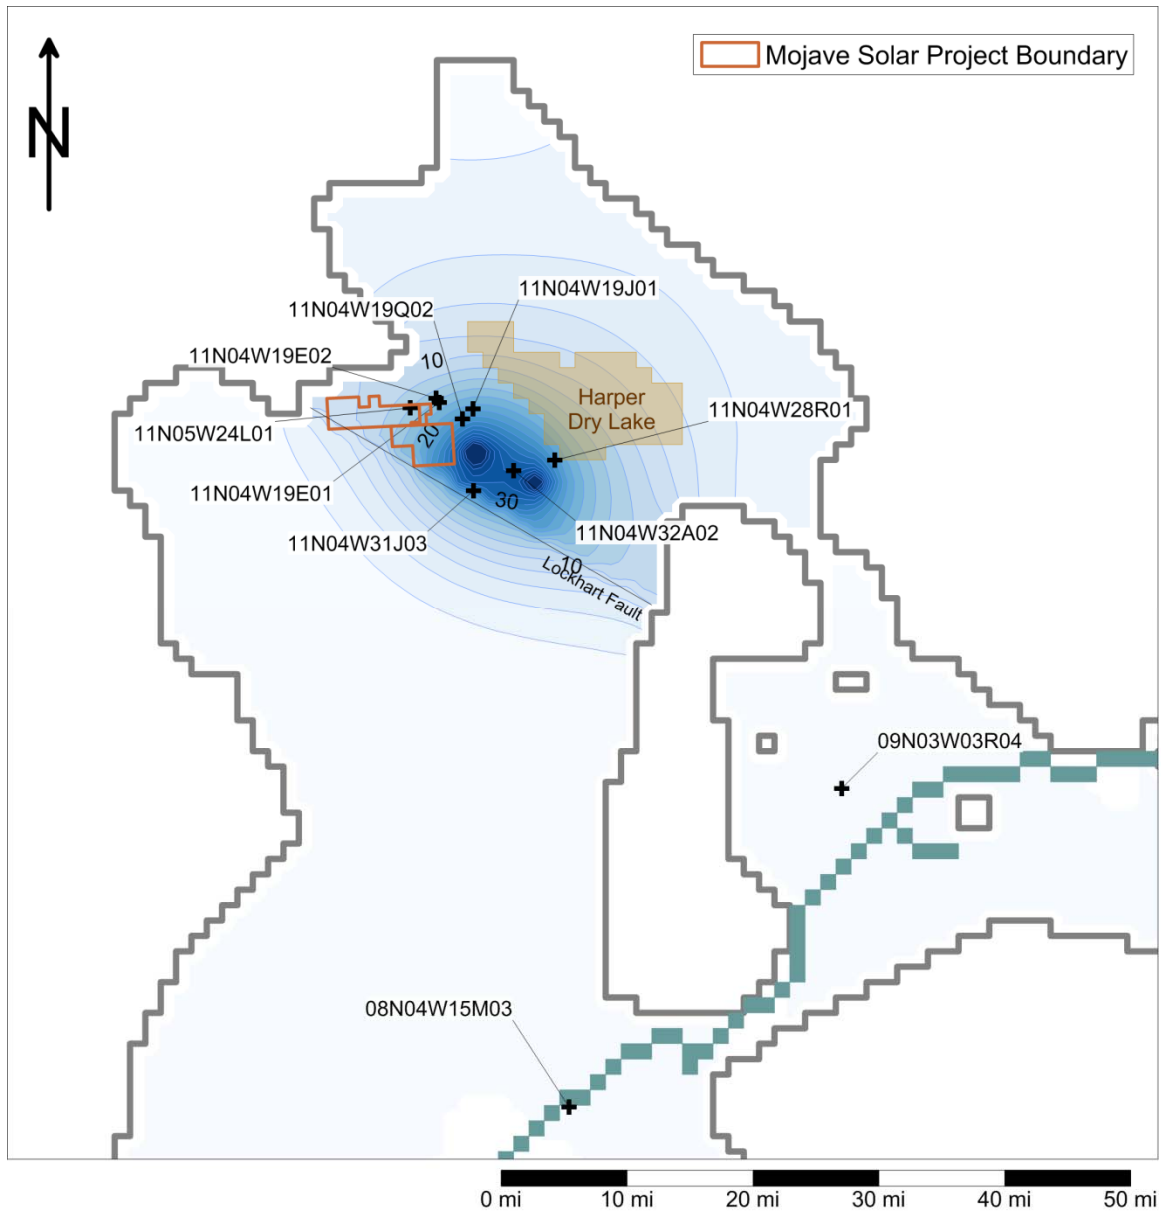 Mojave Solar Project Boundary
N
11N04W19J01
11N04W19Q02
11N04W19E02
10
Harper
Dry Lake
11N04W28R01
11N05W24L01
20
11N04W19E01
30
11N04W32A02
11N04W31J03
10
Lockhart Fault
09N03W03R04
08N04W15M03
0 mi
10 mi
20 mi
30 mi
40 mi
50 mi